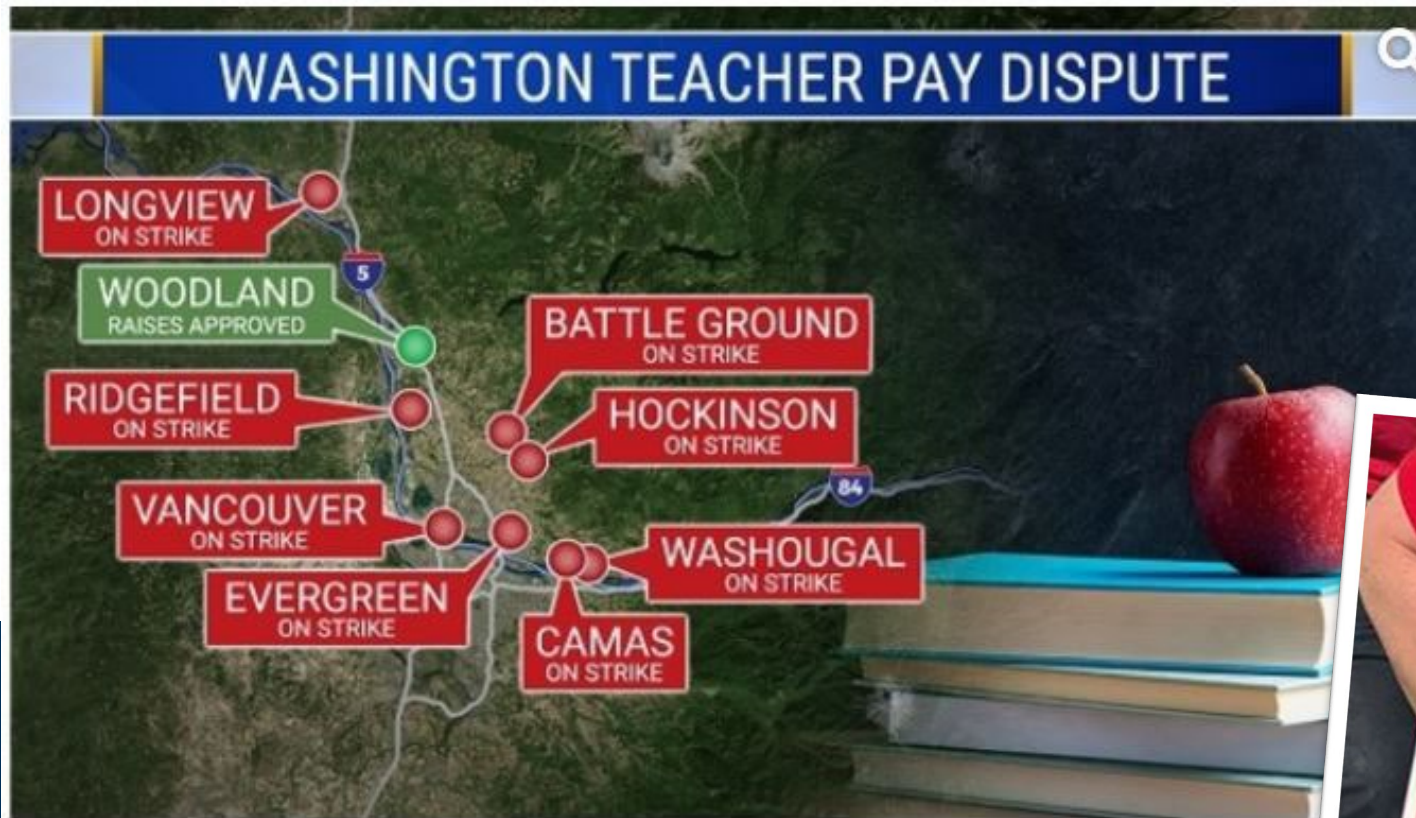 WASHINGTON TEACHER PAY DISPUTE
LONGVIEW
ON STRIKE
5
WOODLAND
RAISES APPROVED
BATTLE GROUND
ON STRIKE
RIDGEFIELD
ON STRIKE
HOCKINSON
ON STRIKE
84
VANCOUVER
ON STRIKE
WASHOUGAL
ON STRIKE
EVERGREEN
ON STRIKE
CAMAS
ON STRIKE